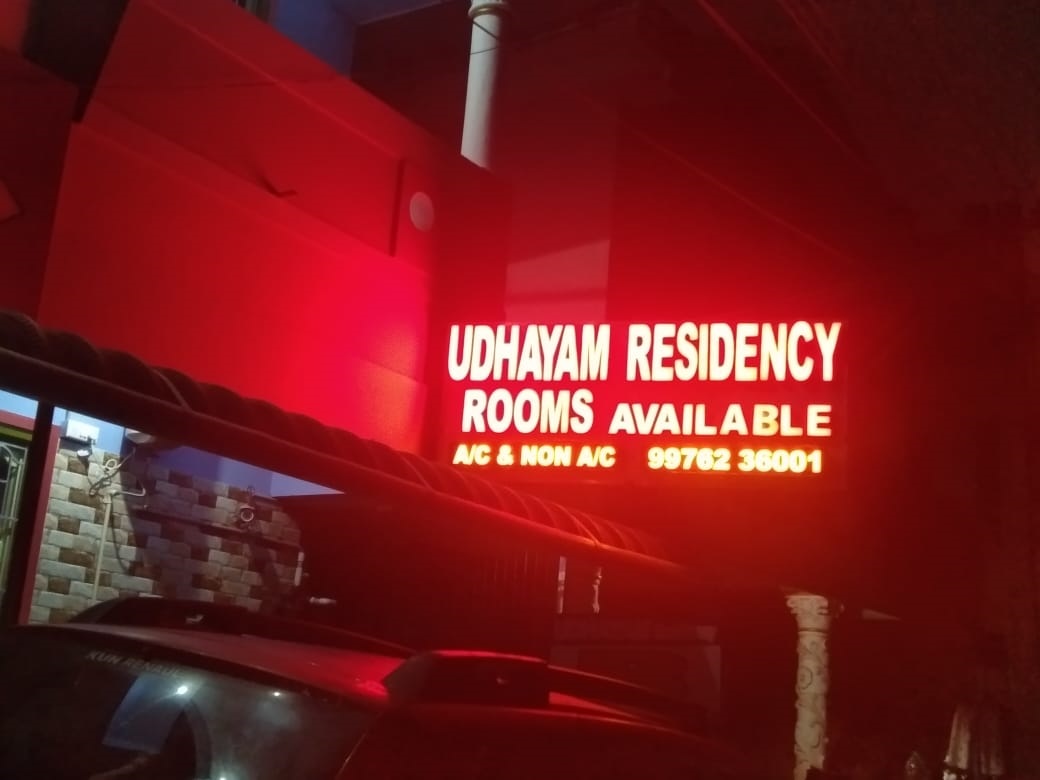 UDHAYAM RESIDENCY
ROOMS AVAILABLE
A/C & NON A/C 99762 36001